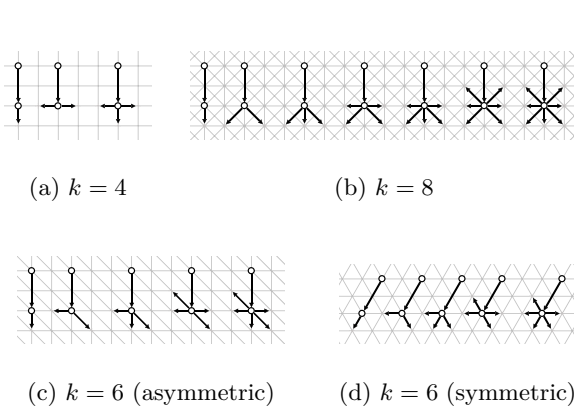 (a) k = 4
(b) k = 8
(c) k = 6 (asymmetric)
(d) k = 6 (symmetric)